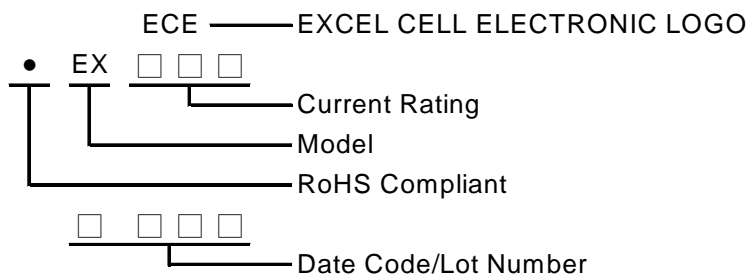 ECE EXCEL CELL ELECTRONIC LOGO
● EX □ □ □
Current Rating
Model
RoHS Compliant
□ □ □ □
Date Code/Lot Number